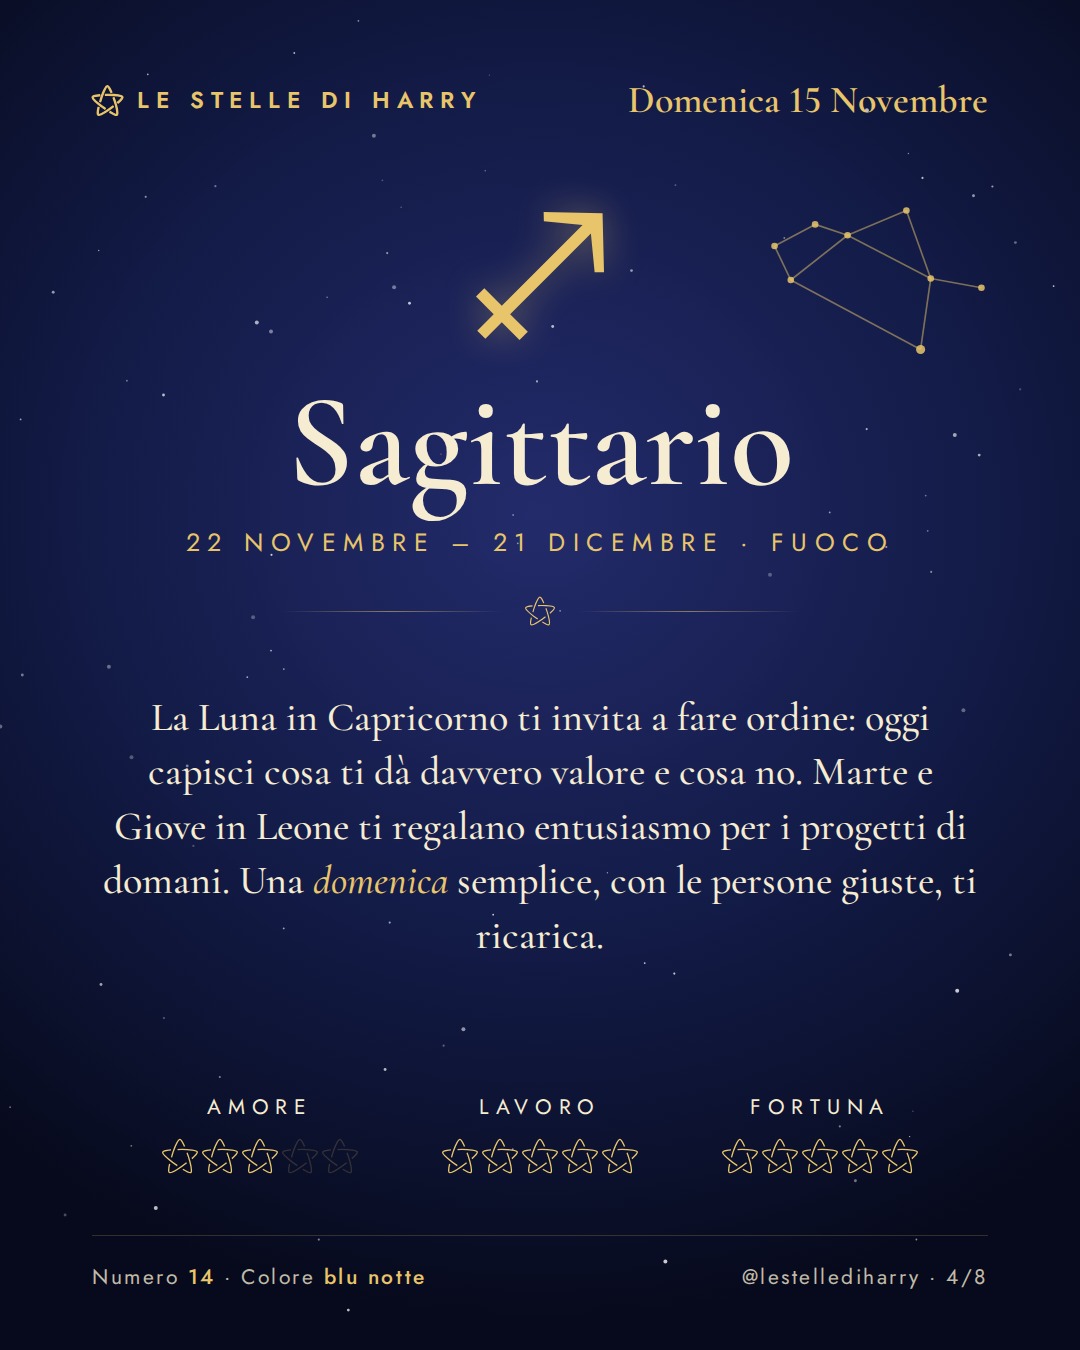 LE STELLE DI HARRY
Domenica 15 Novembre
Sagittario
22 NOVEMBRE — 21 DICEMBRE · FUOCO
La Luna in Capricorno ti invita a fare ordine: oggi
capisci cosa ti dà davvero valore e cosa no. Marte e
Giove in Leone ti regalano entusiasmo per i progetti di
domani. Una domenica semplice, con le persone giuste, ti
ricarica.
AMORE
LAVORO
FORTUNA
Numero 14 · Colore blu notte
@lestellediharry · 4/8